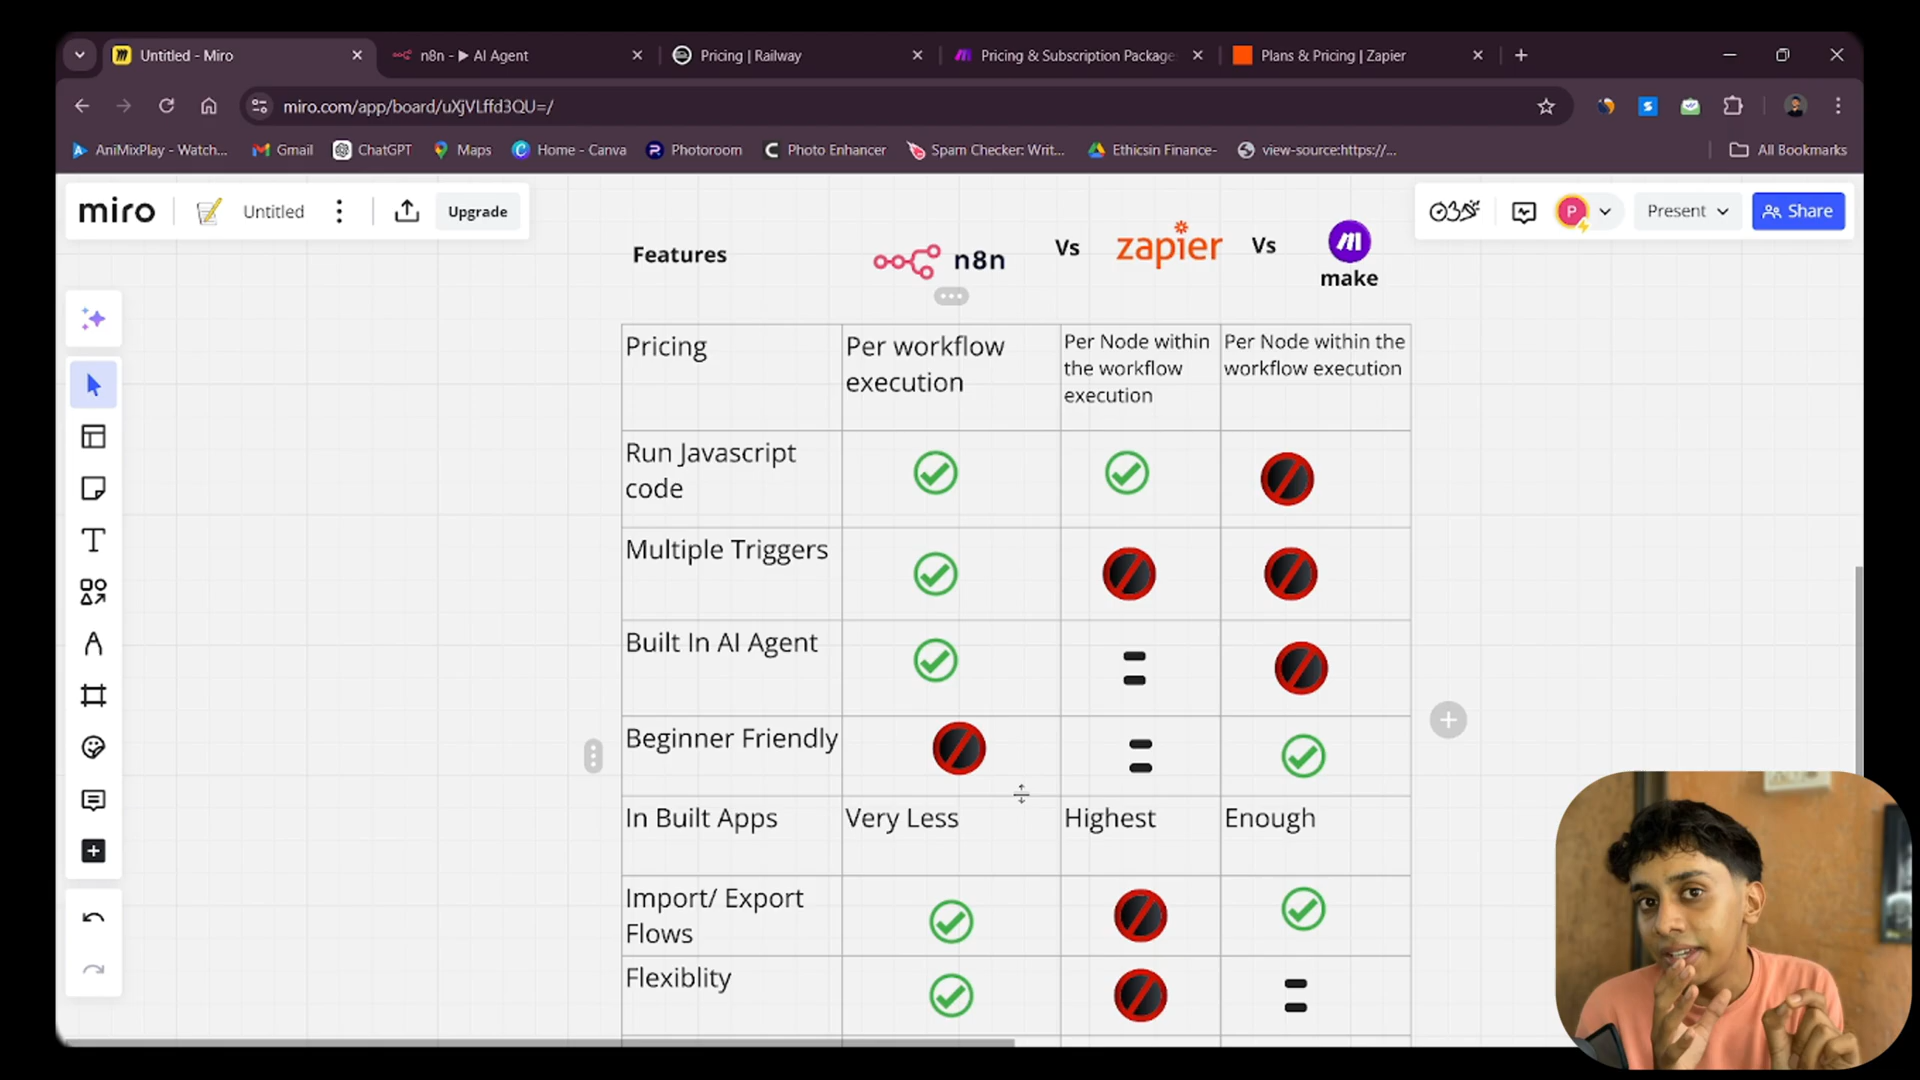 Untitled - Miro
n8n - ▶ AI Agent
Pricing | Railway
Pricing & Subscription Package
Plans & Pricing | Zapier
miro.com/app/board/uXjVLffd3QU=/
AniMixPlay - Watch...
Gmail
ChatGPT
Maps
Home - Canva
Photoroom
Photo Enhancer
Spam Checker: Writ...
Ethicsin Finance-
view-source:https://...
All Bookmarks
miro
Untitled
Upgrade
P
Present
Share
Features
n8n
Vs
zapier
Vs
make
Pricing
Per workflow
execution
Per Node within
the workflow
execution
Per Node within the
workflow execution
Run Javascript
code
Multiple Triggers
Built In AI Agent
Beginner Friendly
In Built Apps
Very Less
Highest
Enough
Import/ Export
Flows
Flexiblity